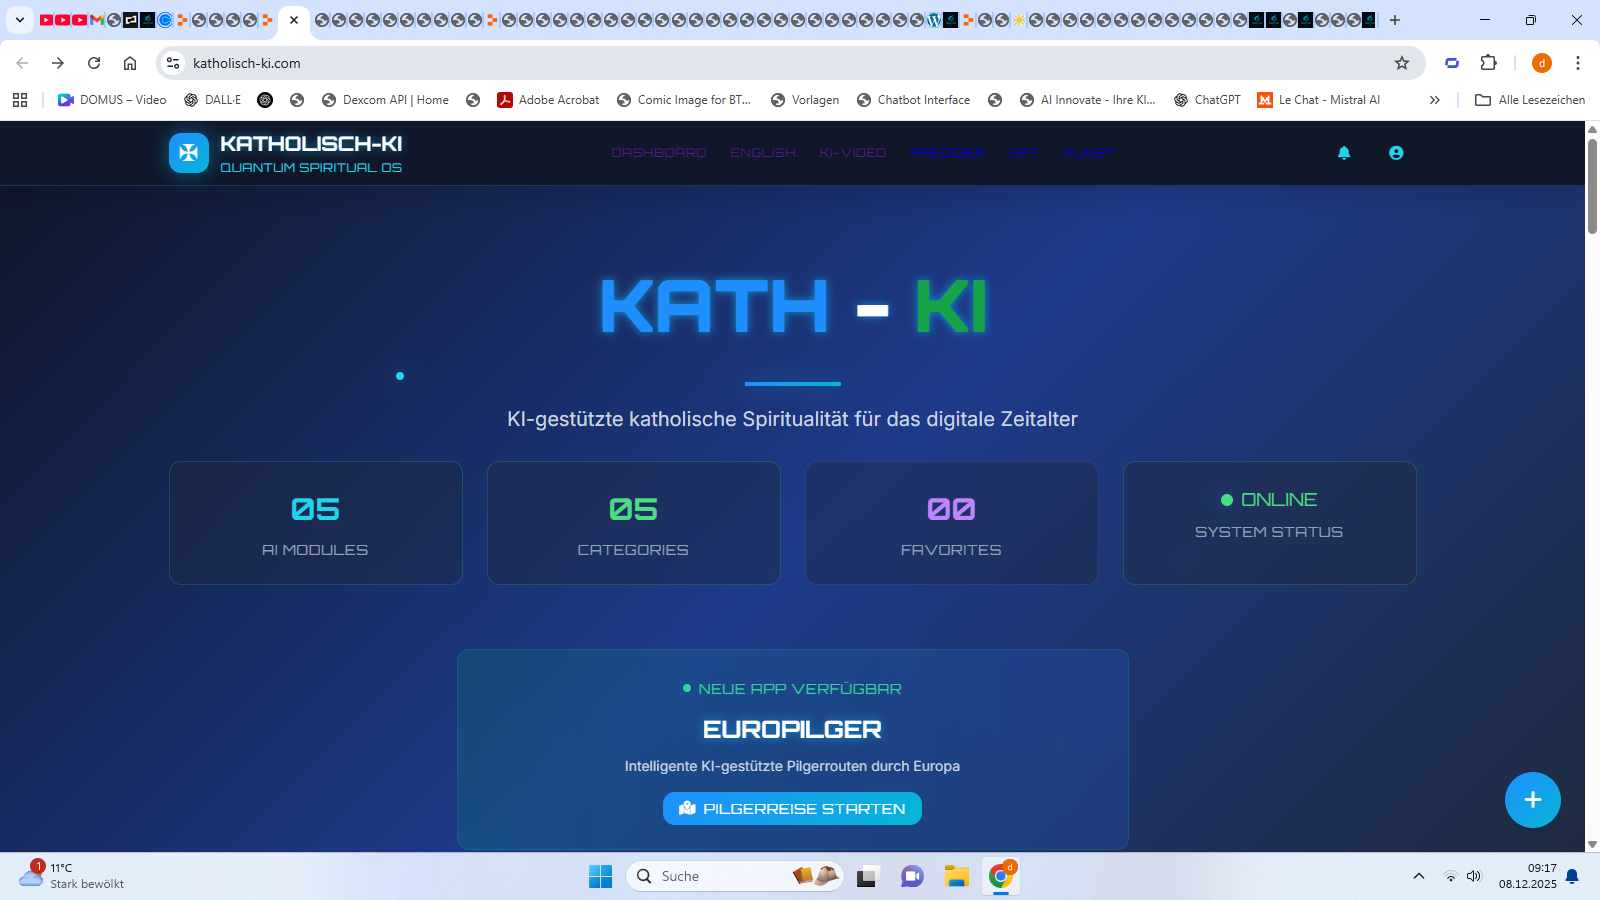 katholisch-ki.com
DOMUS – Video
DALL·E
Dexcom API | Home
Adobe Acrobat
Comic Image for BT...
Vorlagen
Chatbot Interface
AI Innovate - Ihre KI...
ChatGPT
Le Chat - Mistral AI
Alle Lesezeichen
KATHOLISCH-KI
QUANTUM SPIRITUAL OS
DASHBOARD
ENGLISH
KI-VIDEO
PREDIGER
GPT
KUNST
KATH - KI
KI-gestützte katholische Spiritualität für das digitale Zeitalter
05
AI MODULES
05
CATEGORIES
00
FAVORITES
ONLINE
SYSTEM STATUS
NEUE APP VERFÜGBAR
EUROPILGER
Intelligente KI-gestützte Pilgerrouten durch Europa
PILGERREISE STARTEN
1
11°C
Stark bewölkt
Suche
09:17
08.12.2025